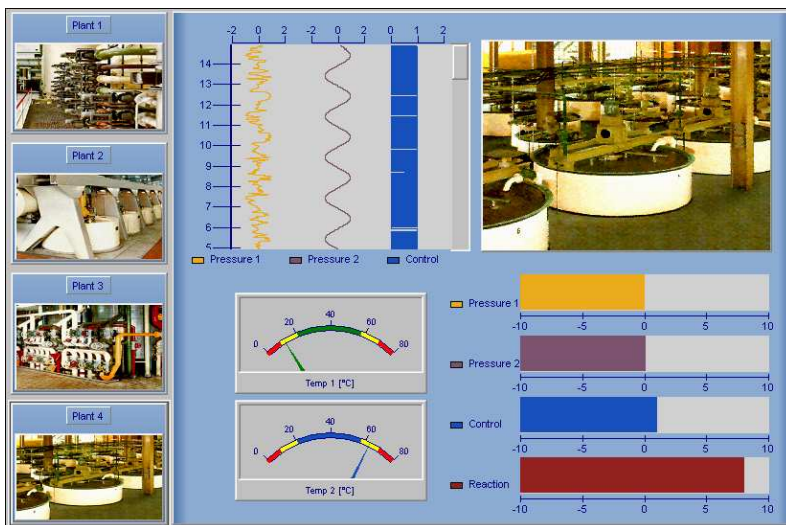 Plant 1
Plant 2
Plant 3
Plant 4
-2 0 2 0 2 0 2 0 2
14
13
12
11
10
9
8
7
6
5
Pressure 1 Pressure 2 Control
0 20 40 60 80
Temp 1 [°C]
0 20 40 60 80
Temp 2 [°C]
Pressure 1
-10 -5 0 5 10
Pressure 2
-10 -5 0 5 10
Control
-10 -5 0 5 10
Reaction
-10 -5 0 5 10